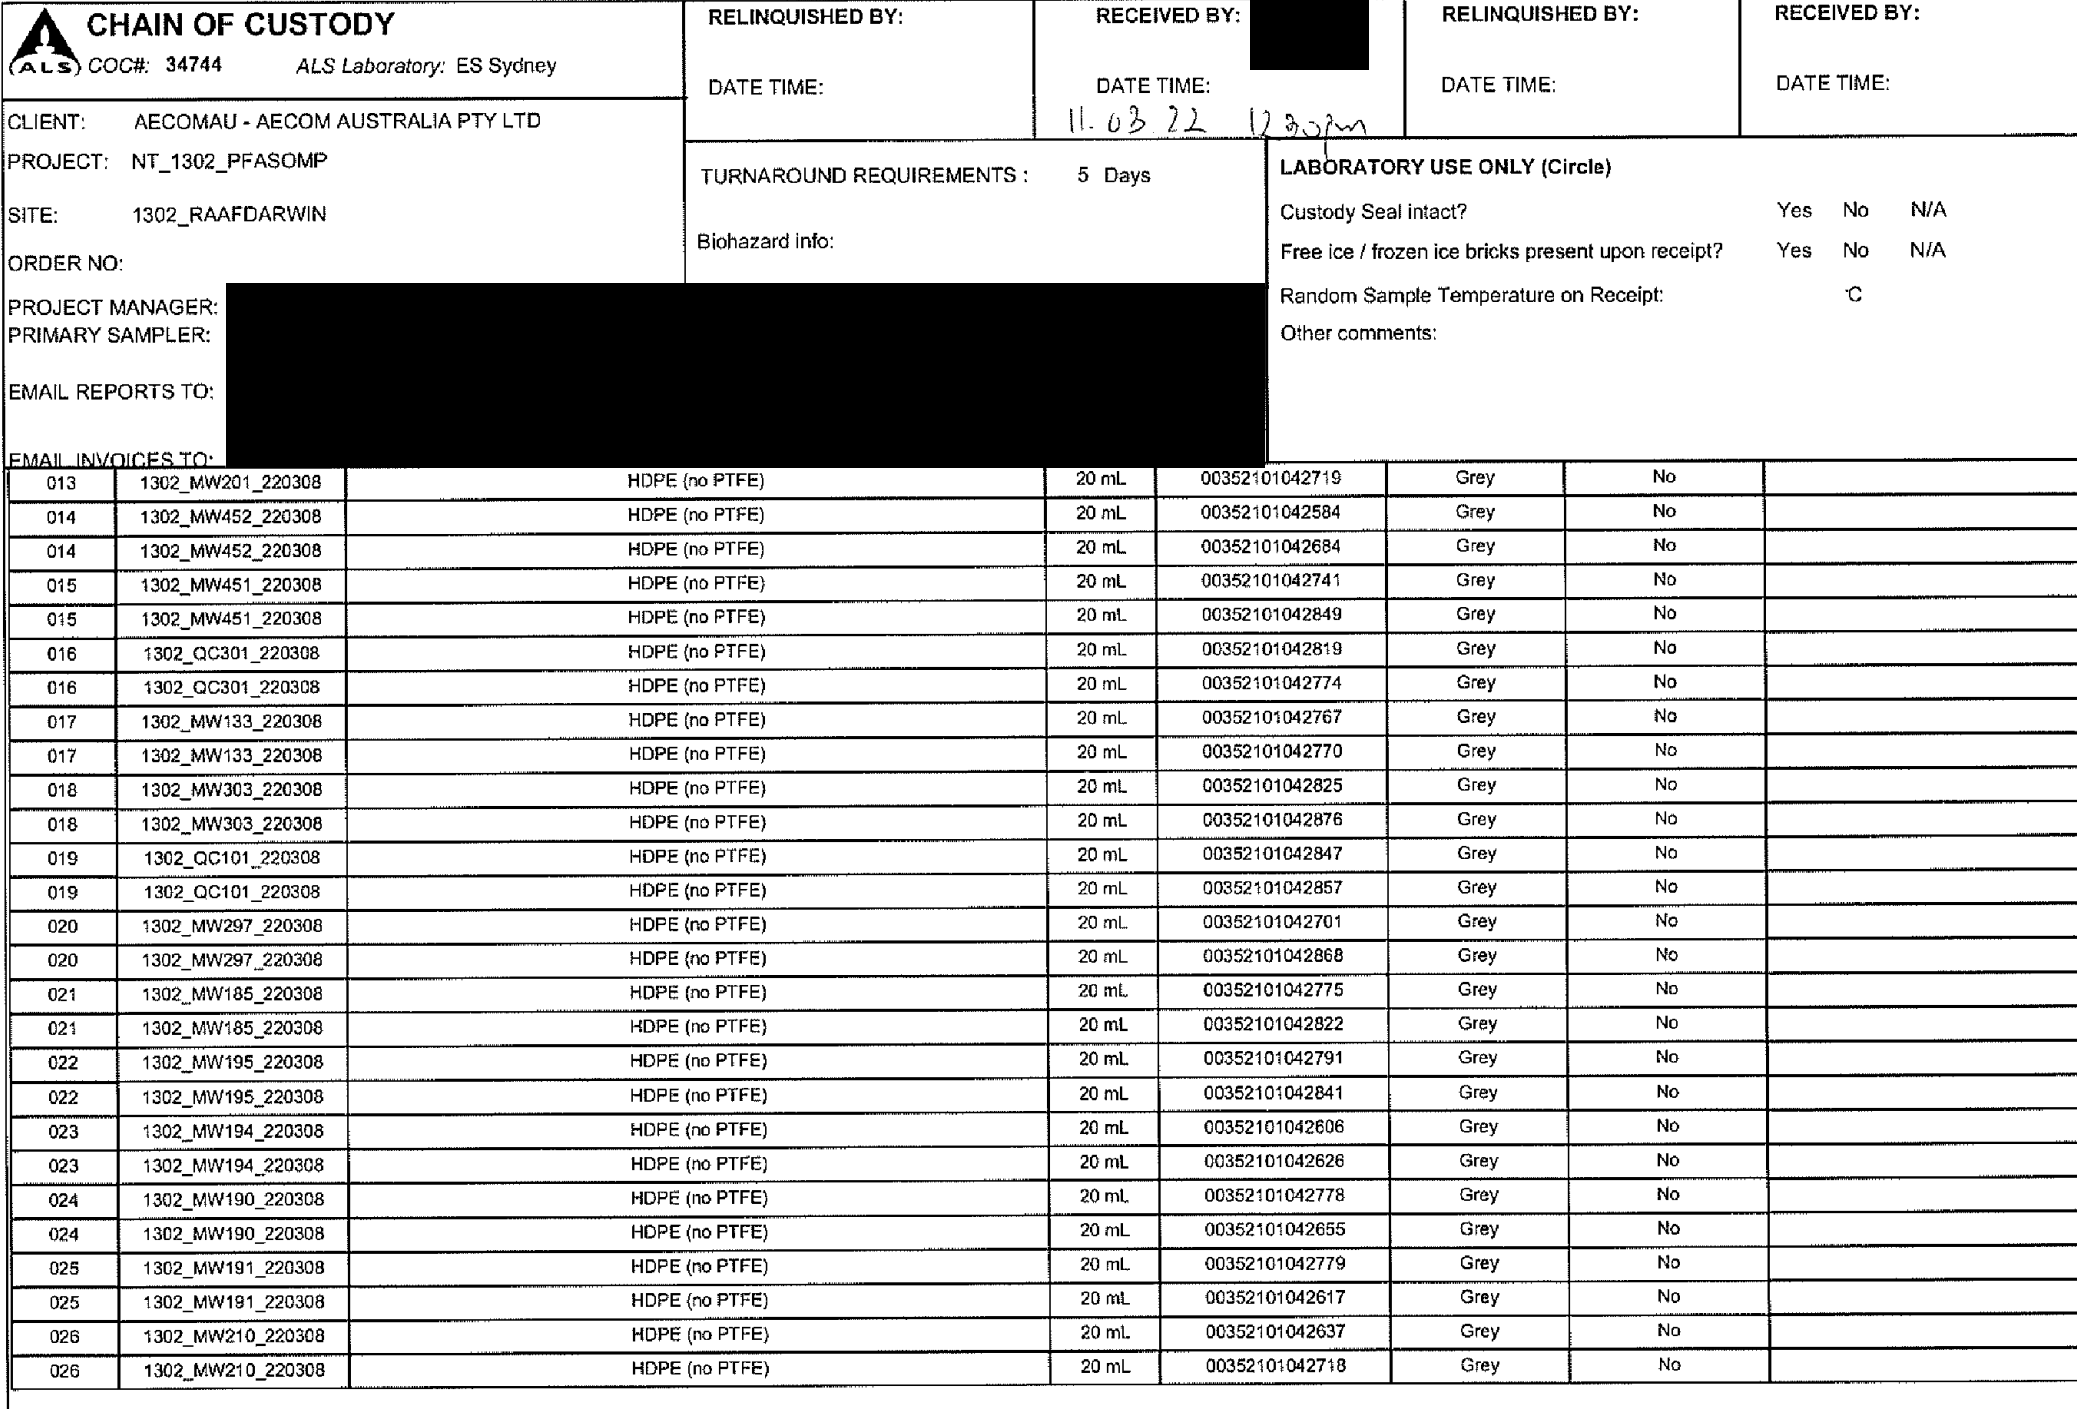 CHAIN OF CUSTODY
(ALS) COC#: 34744 ALS Laboratory: ES Sydney
RELINQUISHED BY: RECEIVED BY: RELINQUISHED BY: RECEIVED BY:
DATE TIME: DATE TIME: DATE TIME: DATE TIME:
11.03.22 12 30pm
CLIENT: AECOMAU - AECOM AUSTRALIA PTY LTD
PROJECT: NT_1302_PFASOMP
SITE: 1302_RAAFDARWIN
ORDER NO:
PROJECT MANAGER:
PRIMARY SAMPLER:
EMAIL REPORTS TO:
EMAIL INVOICES TO:
TURNAROUND REQUIREMENTS : 5 Days
Biohazard info:
LABORATORY USE ONLY (Circle)
Custody Seal intact? Yes No N/A
Free ice / frozen ice bricks present upon receipt? Yes No N/A
Random Sample Temperature on Receipt: °C
Other comments:
013 1302_MW201_220308 HDPE (no PTFE) 20 mL 00352101042719 Grey No
014 1302_MW452_220308 HDPE (no PTFE) 20 mL 00352101042584 Grey No
014 1302_MW452_220308 HDPE (no PTFE) 20 mL 00352101042684 Grey No
015 1302_MW451_220308 HDPE (no PTFE) 20 mL 00352101042741 Grey No
015 1302_MW451_220308 HDPE (no PTFE) 20 mL 00352101042849 Grey No
016 1302_QC301_220308 HDPE (no PTFE) 20 mL 00352101042819 Grey No
016 1302_QC301_220308 HDPE (no PTFE) 20 mL 00352101042774 Grey No
017 1302_MW133_220308 HDPE (no PTFE) 20 mL 00352101042767 Grey No
017 1302_MW133_220308 HDPE (no PTFE) 20 mL 00352101042770 Grey No
018 1302_MW303_220308 HDPE (no PTFE) 20 mL 00352101042825 Grey No
018 1302_MW303_220308 HDPE (no PTFE) 20 mL 00352101042876 Grey No
019 1302_QC101_220308 HDPE (no PTFE) 20 mL 00352101042847 Grey No
019 1302_QC101_220308 HDPE (no PTFE) 20 mL 00352101042857 Grey No
020 1302_MW297_220308 HDPE (no PTFE) 20 mL 00352101042701 Grey No
020 1302_MW297_220308 HDPE (no PTFE) 20 mL 00352101042868 Grey No
021 1302_MW185_220308 HDPE (no PTFE) 20 mL 00352101042775 Grey No
021 1302_MW185_220308 HDPE (no PTFE) 20 mL 00352101042822 Grey No
022 1302_MW195_220308 HDPE (no PTFE) 20 mL 00352101042791 Grey No
022 1302_MW195_220308 HDPE (no PTFE) 20 mL 00352101042841 Grey No
023 1302_MW194_220308 HDPE (no PTFE) 20 mL 00352101042606 Grey No
023 1302_MW194_220308 HDPE (no PTFE) 20 mL 00352101042626 Grey No
024 1302_MW190_220308 HDPE (no PTFE) 20 mL 00352101042778 Grey No
024 1302_MW190_220308 HDPE (no PTFE) 20 mL 00352101042655 Grey No
025 1302_MW191_220308 HDPE (no PTFE) 20 mL 00352101042779 Grey No
025 1302_MW191_220308 HDPE (no PTFE) 20 mL 00352101042617 Grey No
026 1302_MW210_220308 HDPE (no PTFE) 20 mL 00352101042637 Grey No
026 1302_MW210_220308 HDPE (no PTFE) 20 mL 00352101042718 Grey No